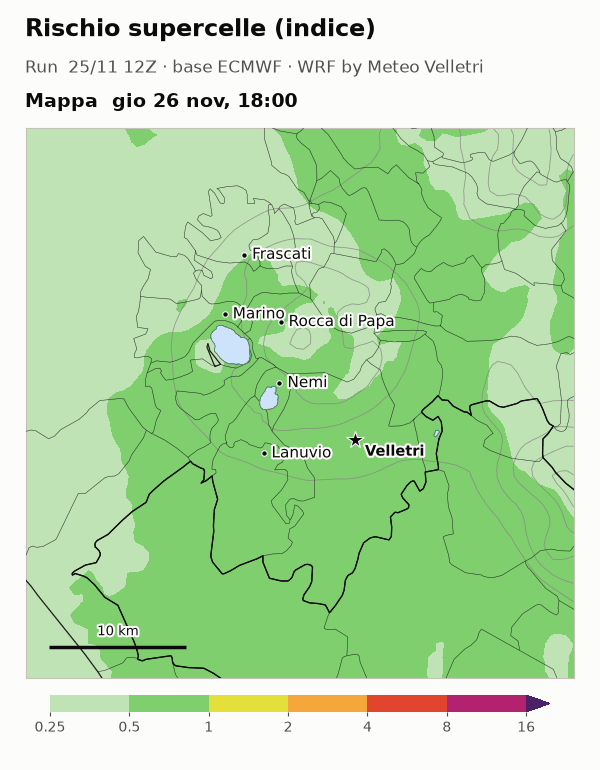 Rischio supercelle (indice)
Run  25/11 12Z · base ECMWF · WRF by Meteo Velletri
Mappa  gio 26 nov, 18:00
Frascati
Marino
Rocca di Papa
Nemi
Velletri
Lanuvio
10 km
0.25 0.5 1 2 4 8 16